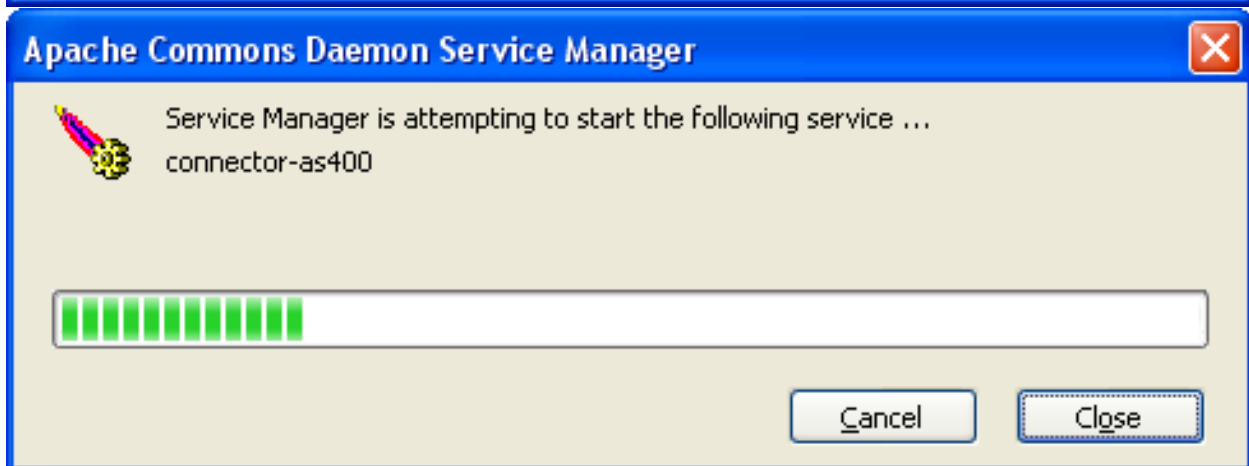 Apache Commons Daemon Service Manager
Service Manager is attempting to start the following service ...
connector-as400
Cancel
Close